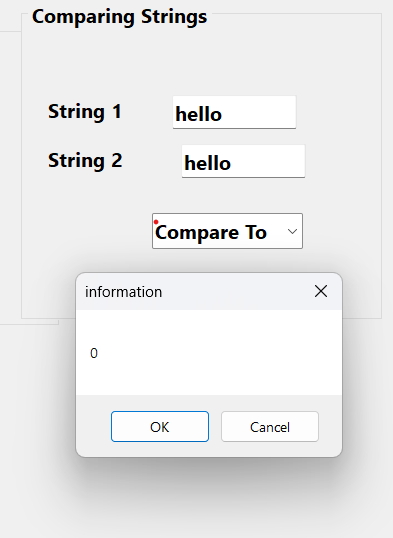 Comparing Strings
String 1 hello
String 2 hello
Compare To
information
0
OK Cancel